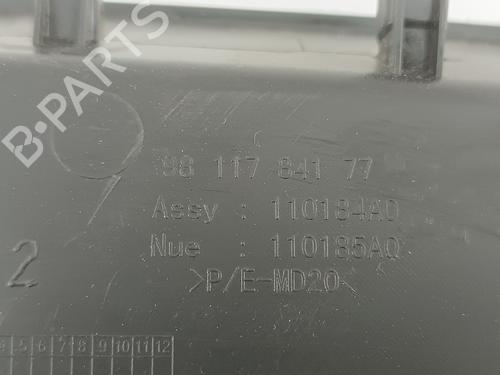 B-PARTS
98 117 841 77
Assy : 110184A0
Nue : 110185A0
>P/E-MD20<
2
4 5 6 7 8 9 10 11 12